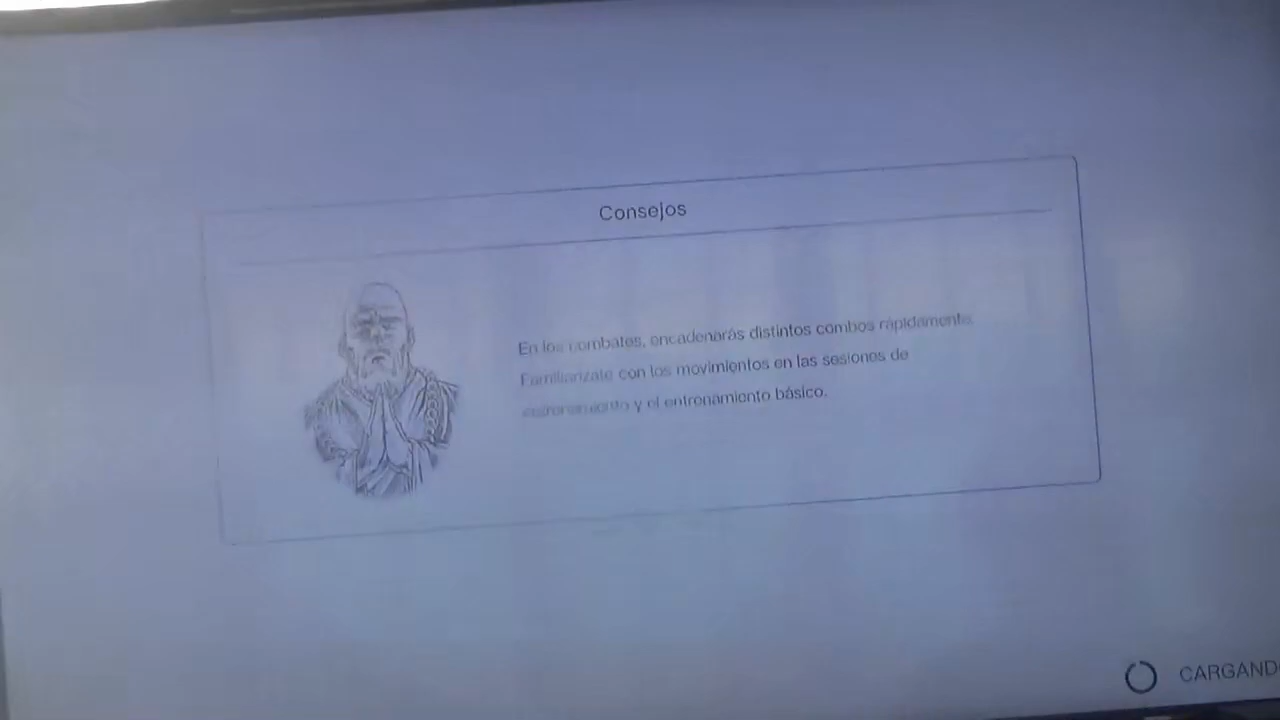 Consejos
En los combates, encadenarás distintos combos rápidamente.
Familiarízate con los movimientos en las sesiones de
entrenamiento y el entrenamiento básico.
CARGAND